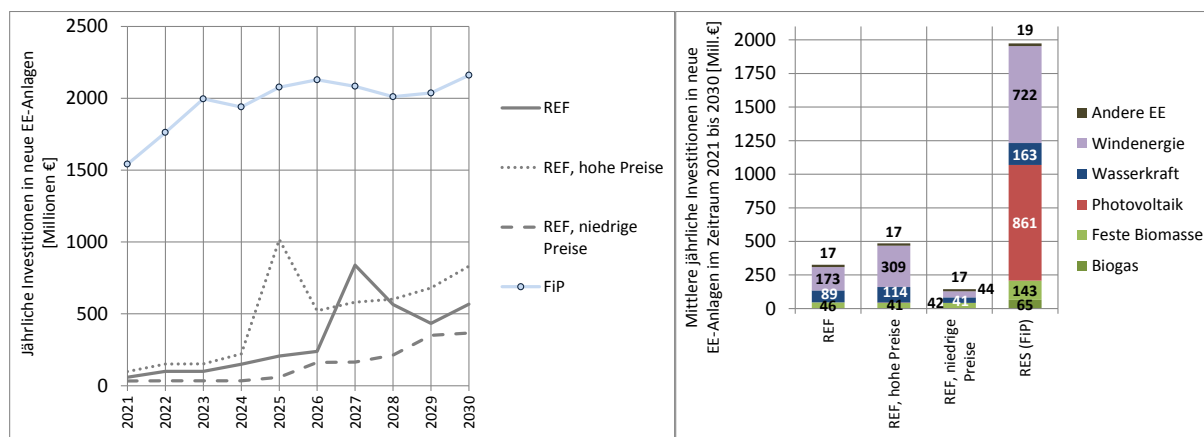 Jährliche Investitionen in neue EE-Anlagen
[Millionen €]
2500
2000
1500
1000
500
0
2021
2022
2023
2024
2025
2026
2027
2028
2029
2030
REF
REF, hohe Preise
REF, niedrige
Preise
FiP
Mittlere jährliche Investitionen in neue
EE-Anlagen im Zeitraum 2021 bis 2030 [Mill.€]
2000
1750
1500
1250
1000
750
500
250
0
17
173
89
46
17
309
114
41
17
44
42
41
19
722
163
861
143
65
REF
REF, hohe Preise
REF, niedrige
Preise
RES (FiP)
Andere EE
Windenergie
Wasserkraft
Photovoltaik
Feste Biomasse
Biogas